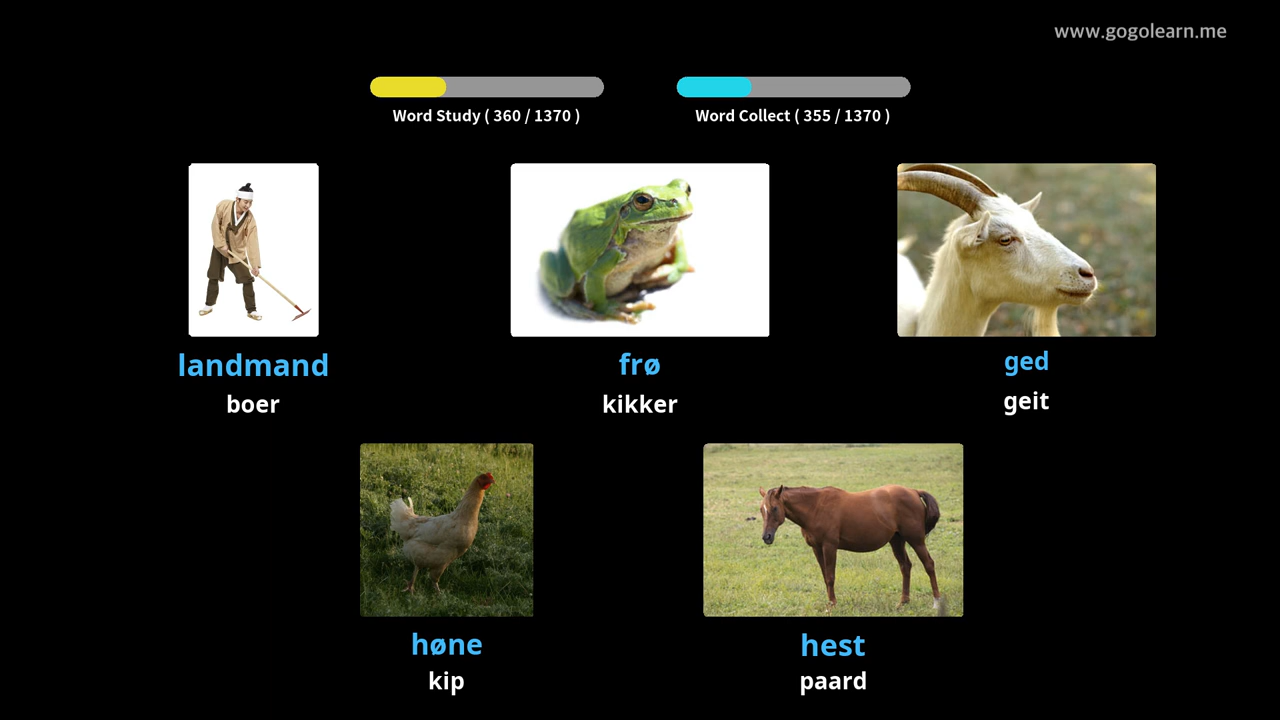 www.gogolearn.me
Word Study ( 360 / 1370 )
Word Collect ( 355 / 1370 )
landmand
boer
frø
kikker
ged
geit
høne
kip
hest
paard